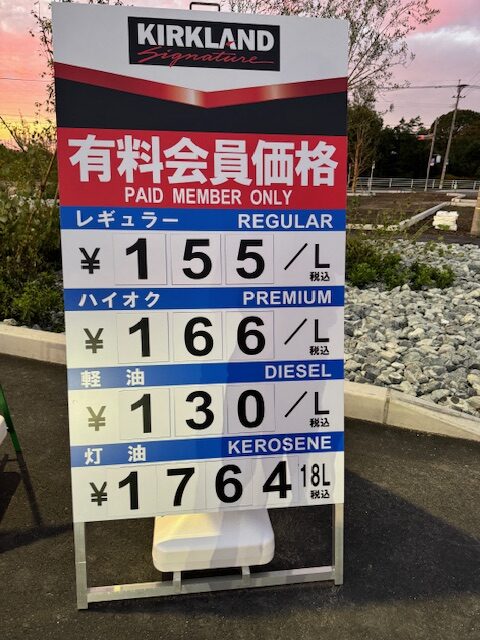 KIRKLAND
Signature
有料会員価格
PAID MEMBER ONLY
レギュラー REGULAR
¥155/L 税込
ハイオク PREMIUM
¥166/L 税込
軽油 DIESEL
¥130/L 税込
灯油 KEROSENE
¥1764 18L 税込